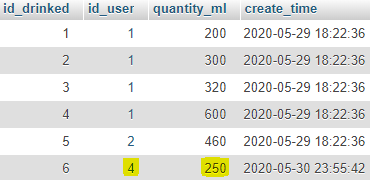 id_drinked id_user quantity_ml create_time
1 1 200 2020-05-29 18:22:36
2 1 300 2020-05-29 18:22:36
3 1 320 2020-05-29 18:22:36
4 1 600 2020-05-29 18:22:36
5 2 460 2020-05-29 18:22:36
6 4 250 2020-05-30 23:55:42